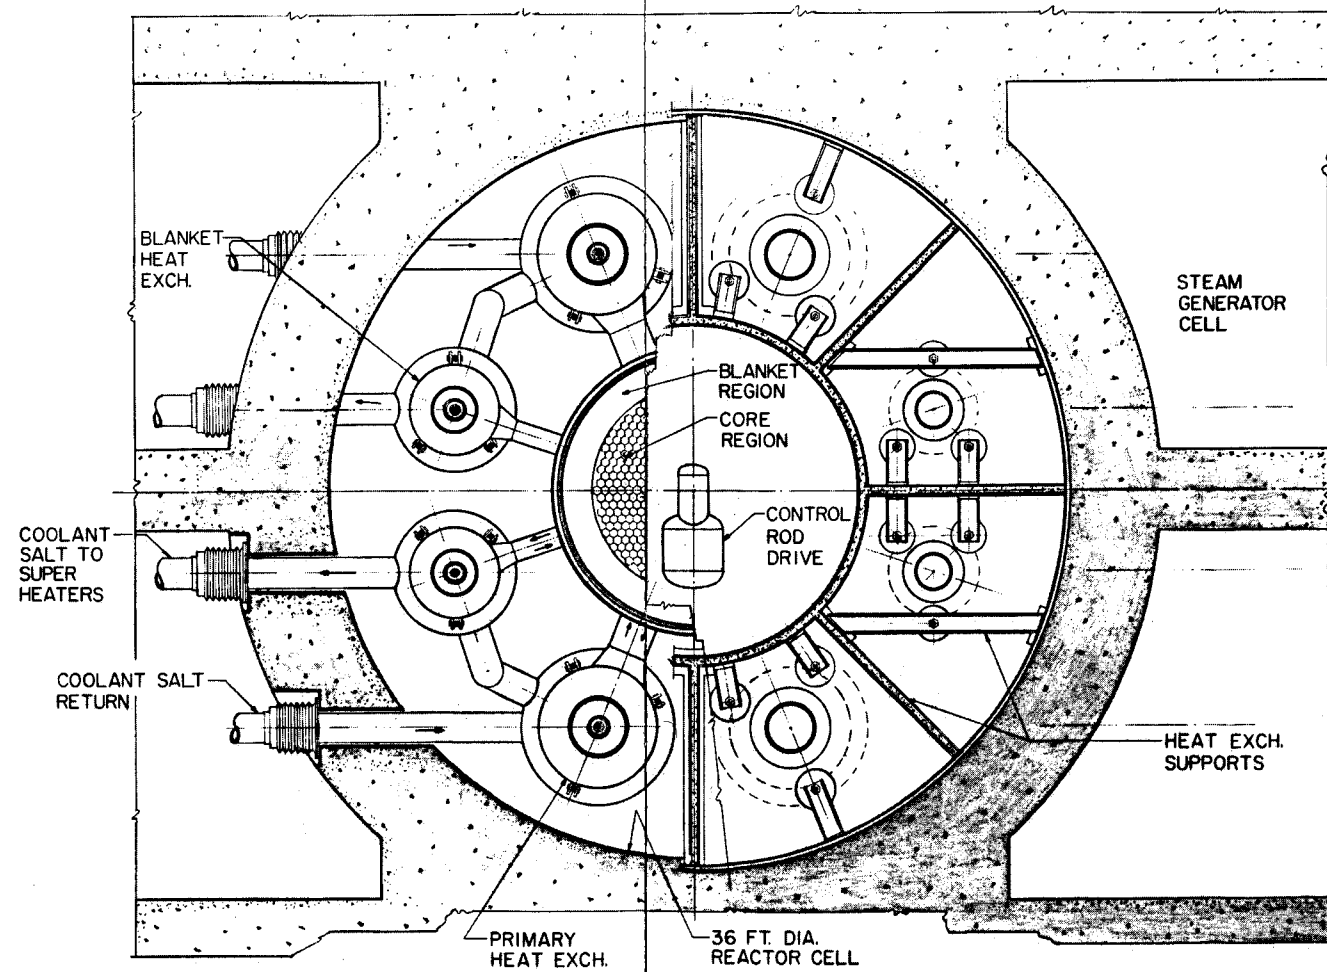 BLANKET
HEAT
EXCH.
STEAM
GENERATOR
CELL
BLANKET
REGION
CORE
REGION
CONTROL
ROD
DRIVE
COOLANT
SALT TO
SUPER
HEATERS
COOLANT SALT
RETURN
HEAT EXCH.
SUPPORTS
PRIMARY
HEAT EXCH.
36 FT. DIA.
REACTOR CELL